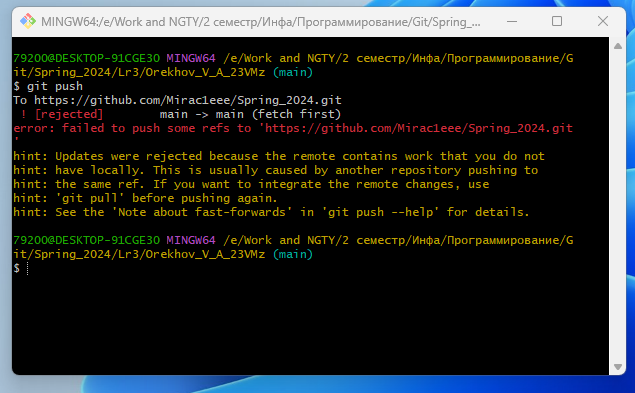 MINGW64:/e/Work and NGTY/2 семестр/Инфа/Программирование/Git/Spring_2...
79200@DESKTOP-91CGE30 MINGW64 /e/Work and NGTY/2 семестр/Инфа/Программирование/G
it/Spring_2024/Lr3/Orekhov_V_A_23VMz (main)
$ git push
To https://github.com/Mirac1eee/Spring_2024.git
 ! [rejected]        main -> main (fetch first)
error: failed to push some refs to 'https://github.com/Mirac1eee/Spring_2024.git
'
hint: Updates were rejected because the remote contains work that you do not
hint: have locally. This is usually caused by another repository pushing to
hint: the same ref. If you want to integrate the remote changes, use
hint: 'git pull' before pushing again.
hint: See the 'Note about fast-forwards' in 'git push --help' for details.
79200@DESKTOP-91CGE30 MINGW64 /e/Work and NGTY/2 семестр/Инфа/Программирование/G
it/Spring_2024/Lr3/Orekhov_V_A_23VMz (main)
$